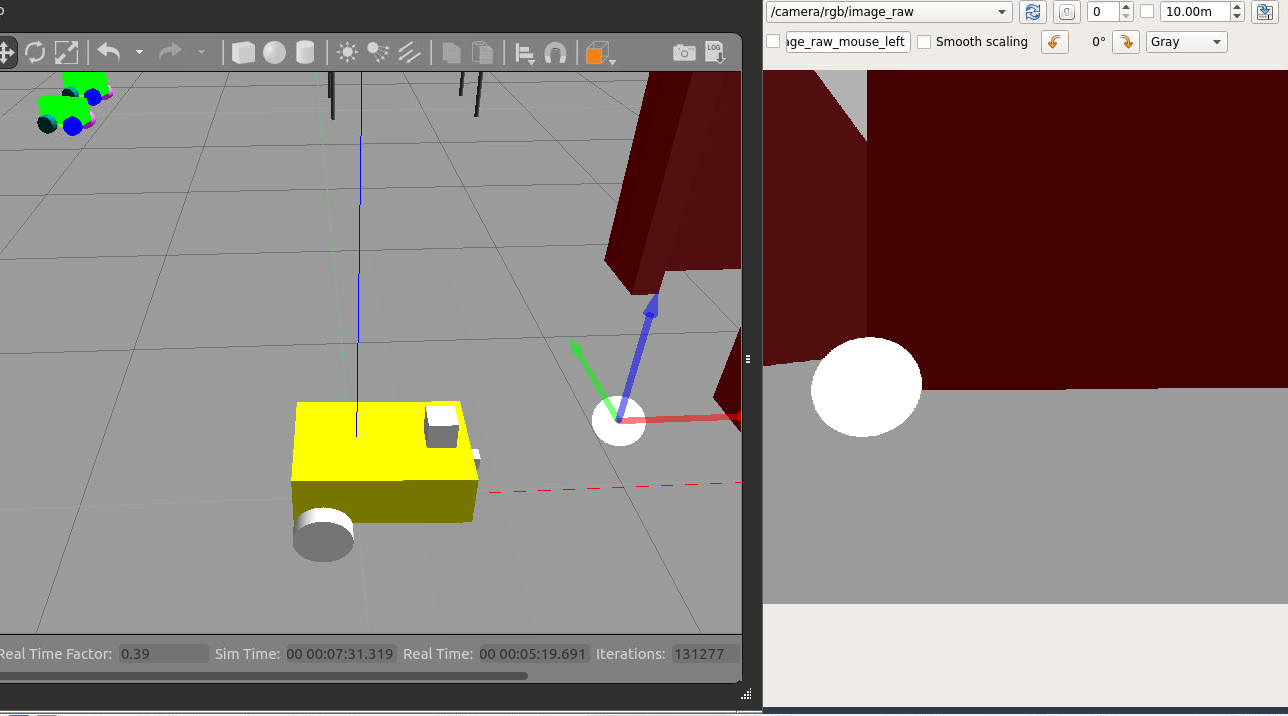 /camera/rgb/image_raw 0 10.00m
age_raw_mouse_left Smooth scaling 0° Gray
LOG
Real Time Factor: 0.39 Sim Time: 00 00:07:31.319 Real Time: 00 00:05:19.691 Iterations: 131277